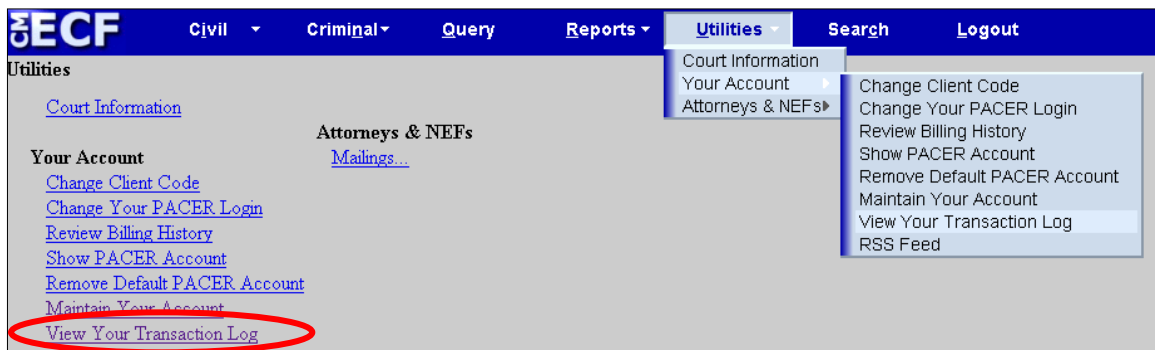 CM ECF Civil Criminal Query Reports Utilities Search Logout
Utilities
Court Information
Attorneys & NEFs
Mailings...
Your Account
Change Client Code
Change Your PACER Login
Review Billing History
Show PACER Account
Remove Default PACER Account
Maintain Your Account
View Your Transaction Log
Court Information
Your Account
Attorneys & NEFs
Change Client Code
Change Your PACER Login
Review Billing History
Show PACER Account
Remove Default PACER Account
Maintain Your Account
View Your Transaction Log
RSS Feed